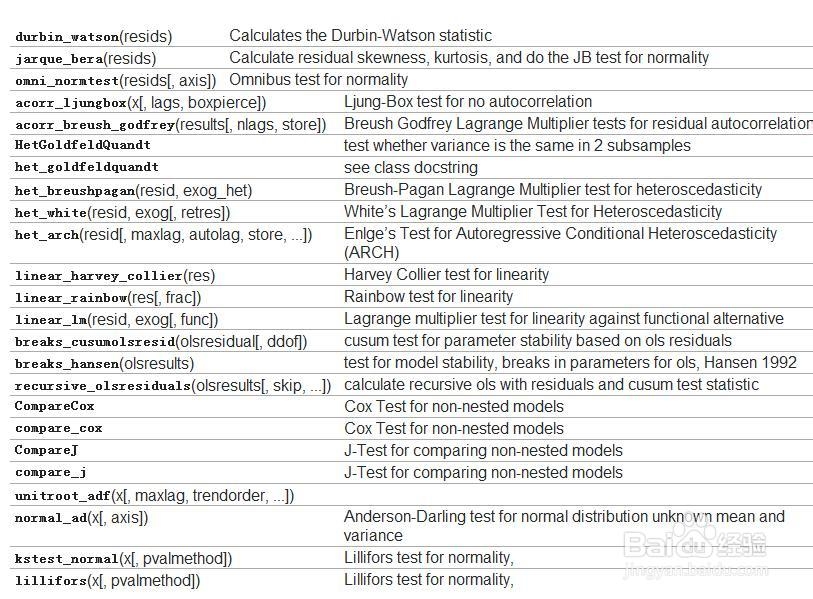 durbin_watson(resids) Calculates the Durbin-Watson statistic
jarque_bera(resids) Calculate residual skewness, kurtosis, and do the JB test for normality
omni_normtest(resids[, axis]) Omnibus test for normality
acorr_ljungbox(x[, lags, boxpierce]) Ljung-Box test for no autocorrelation
acorr_breush_godfrey(results[, nlags, store]) Breush Godfrey Lagrange Multiplier tests for residual autocorrelation
HetGoldfeldQuandt test whether variance is the same in 2 subsamples
het_goldfeldquandt see class docstring
het_breushpagan(resid, exog_het) Breush-Pagan Lagrange Multiplier test for heteroscedasticity
het_white(resid, exog[, retres]) White’s Lagrange Multiplier Test for Heteroscedasticity
het_arch(resid[, maxlag, autolag, store, ...]) Enlge’s Test for Autoregressive Conditional Heteroscedasticity
(ARCH)
linear_harvey_collier(res) Harvey Collier test for linearity
linear_rainbow(res[, frac]) Rainbow test for linearity
linear_lm(resid, exog[, func]) Lagrange multiplier test for linearity against functional alternative
breaks_cusumolsresid(olsresidual[, ddof]) cusum test for parameter stability based on ols residuals
breaks_hansen(olsresults) test for model stability, breaks in parameters for ols, Hansen 1992
recursive_olsresiduals(olsresults[, skip, ...]) calculate recursive ols with residuals and cusum test statistic
CompareCox Cox Test for non-nested models
compare_cox Cox Test for non-nested models
CompareJ J-Test for comparing non-nested models
compare_j J-Test for comparing non-nested models
unitroot_adf(x[, maxlag, trendorder, ...])
normal_ad(x[, axis]) Anderson-Darling test for normal distribution unknown mean and
variance
kstest_normal(x[, pvalmethod]) Lillifors test for normality,
lillifors(x[, pvalmethod]) Lillifors test for normality,
Baidu 经验
jingyan.baidu.com